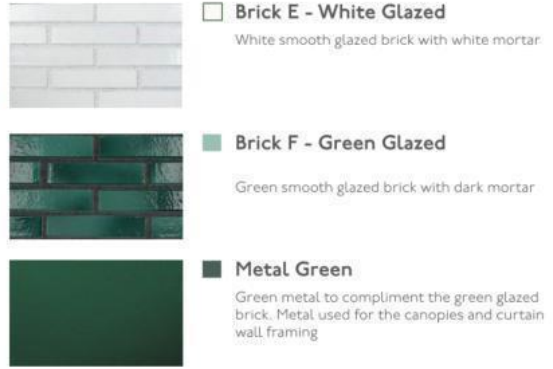 Brick E - White Glazed
White smooth glazed brick with white mortar
Brick F - Green Glazed
Green smooth glazed brick with dark mortar
Metal Green
Green metal to compliment the green glazed
brick. Metal used for the canopies and curtain
wall framing